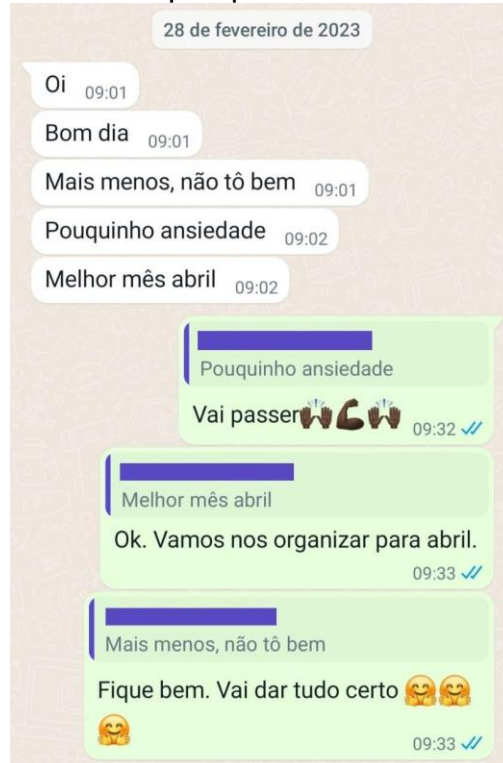 28 de fevereiro de 2023
Oi 09:01
Bom dia 09:01
Mais menos, não tô bem 09:01
Pouquinho ansiedade 09:02
Melhor mês abril 09:02
Pouquinho ansiedade
Vai passer🙌🏿💪🏿🙌🏿 09:32
Melhor mês abril
Ok. Vamos nos organizar para abril.
09:33
Mais menos, não tô bem
Fique bem. Vai dar tudo certo 🤗🤗
🤗 09:33